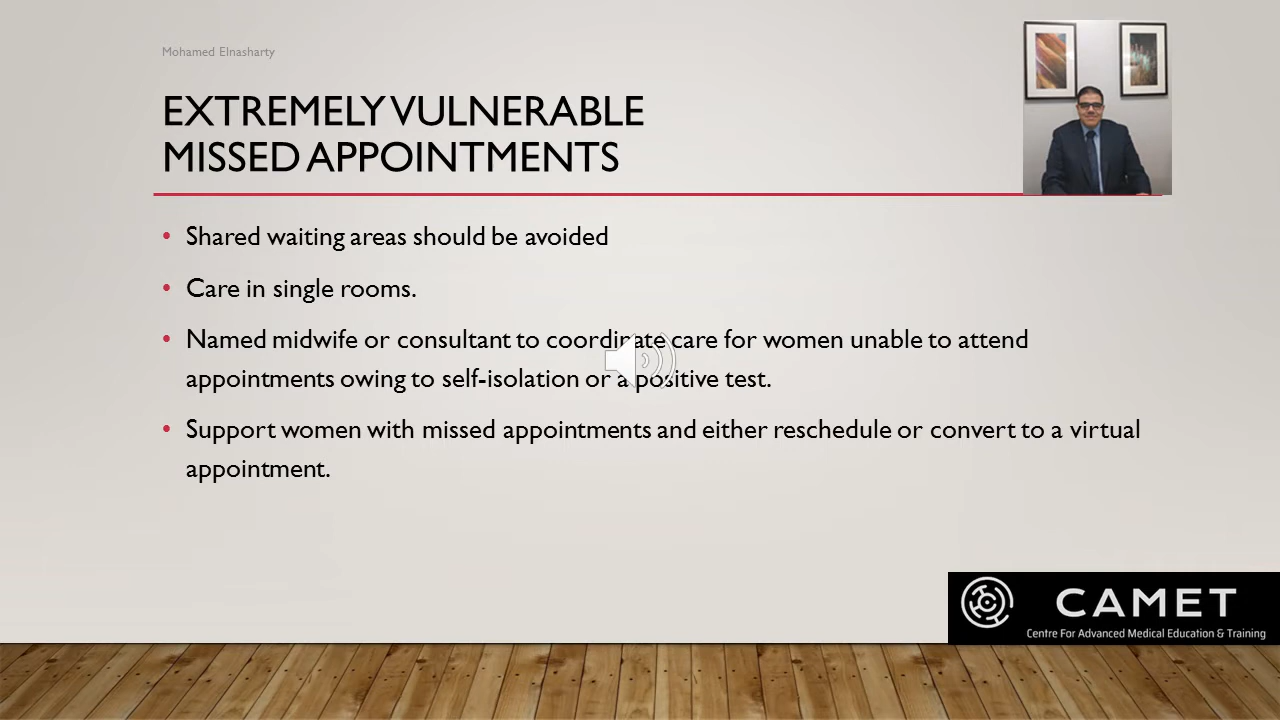 Mohamed Elnasharty
EXTREMELY VULNERABLE
MISSED APPOINTMENTS
• Shared waiting areas should be avoided
• Care in single rooms.
• Named midwife or consultant to coordinate care for women unable to attend
appointments owing to self-isolation or a positive test.
• Support women with missed appointments and either reschedule or convert to a virtual
appointment.
CAMET
Centre For Advanced Medical Education & Training